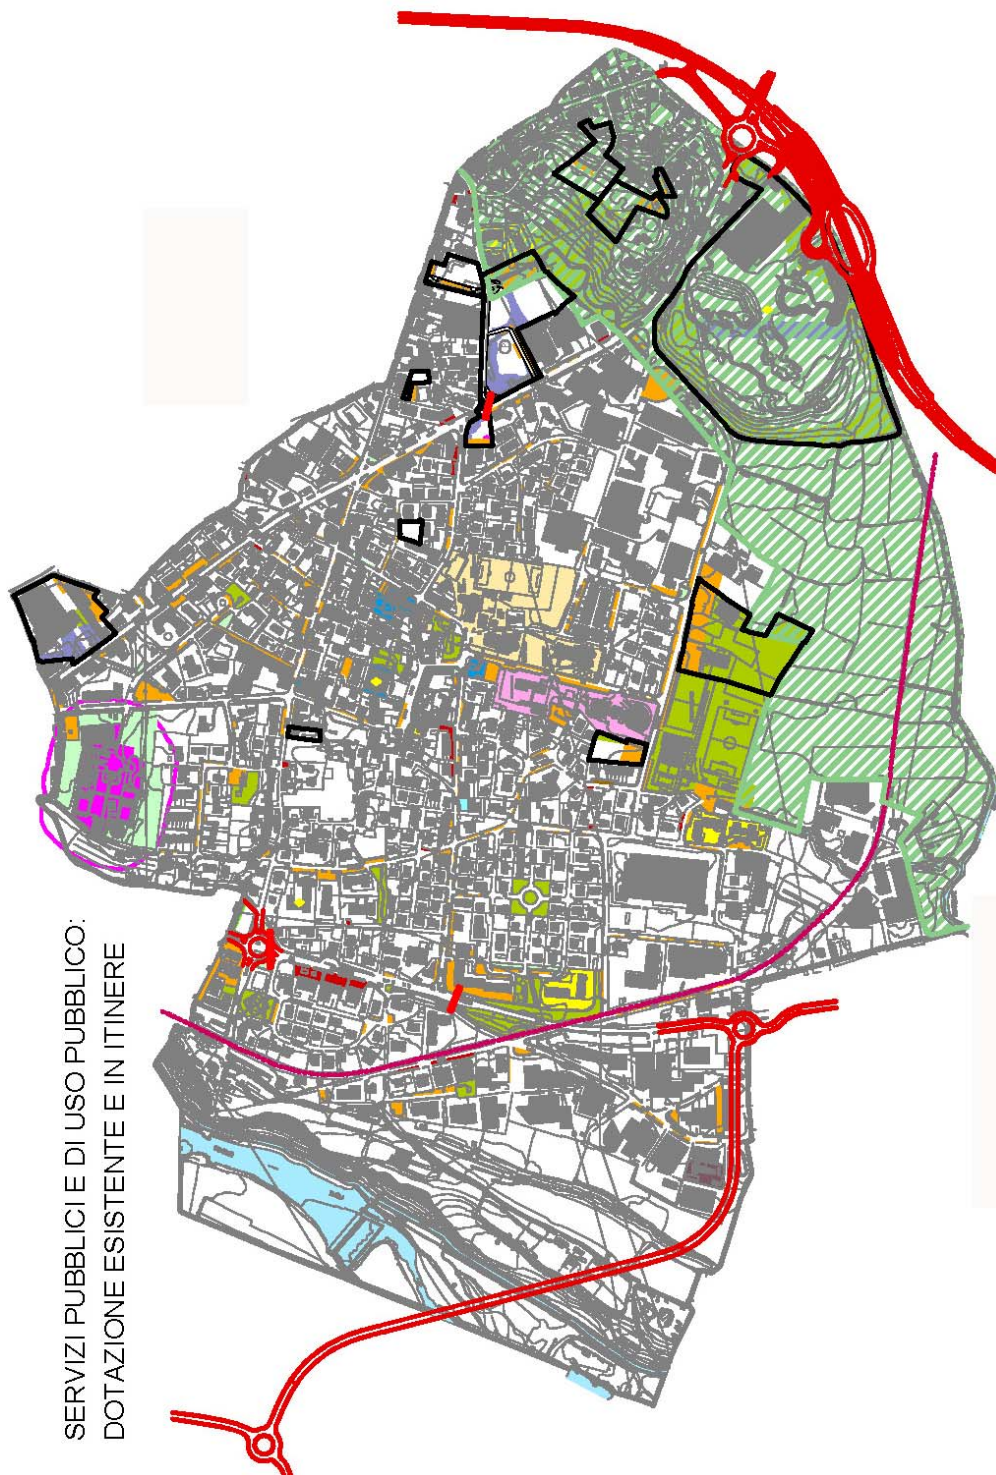 SERVIZI PUBBLICI E DI USO PUBBLICO:
DOTAZIONE ESISTENTE E IN ITINERE